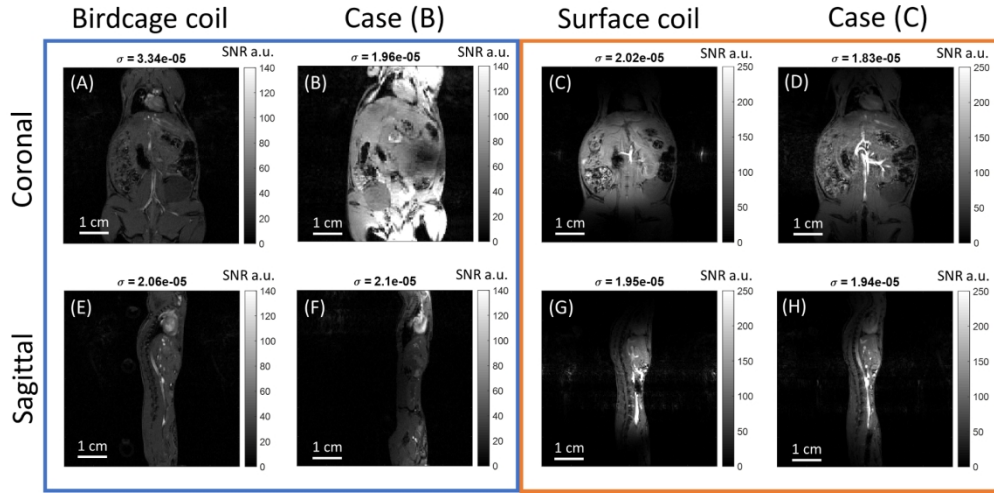 Birdcage coil Case (B) Surface coil Case (C)
Coronal
σ = 3.34e-05 SNR a.u. σ = 1.96e-05 SNR a.u. σ = 2.02e-05 SNR a.u. σ = 1.83e-05 SNR a.u.
(A) 140 (B) 140 (C) 250 (D) 250
120 120 200 200
100 100 150 150
80 80 100 100
60 60 50 50
40 40 0 0
20 20
0 0
1 cm 1 cm 1 cm 1 cm
Sagittal
σ = 2.06e-05 SNR a.u. σ = 2.1e-05 SNR a.u. σ = 1.95e-05 SNR a.u. σ = 1.94e-05 SNR a.u.
(E) 140 (F) 140 (G) 250 (H) 250
120 120 200 200
100 100 150 150
80 80 100 100
60 60 50 50
40 40 0 0
20 20
0 0
1 cm 1 cm 1 cm 1 cm